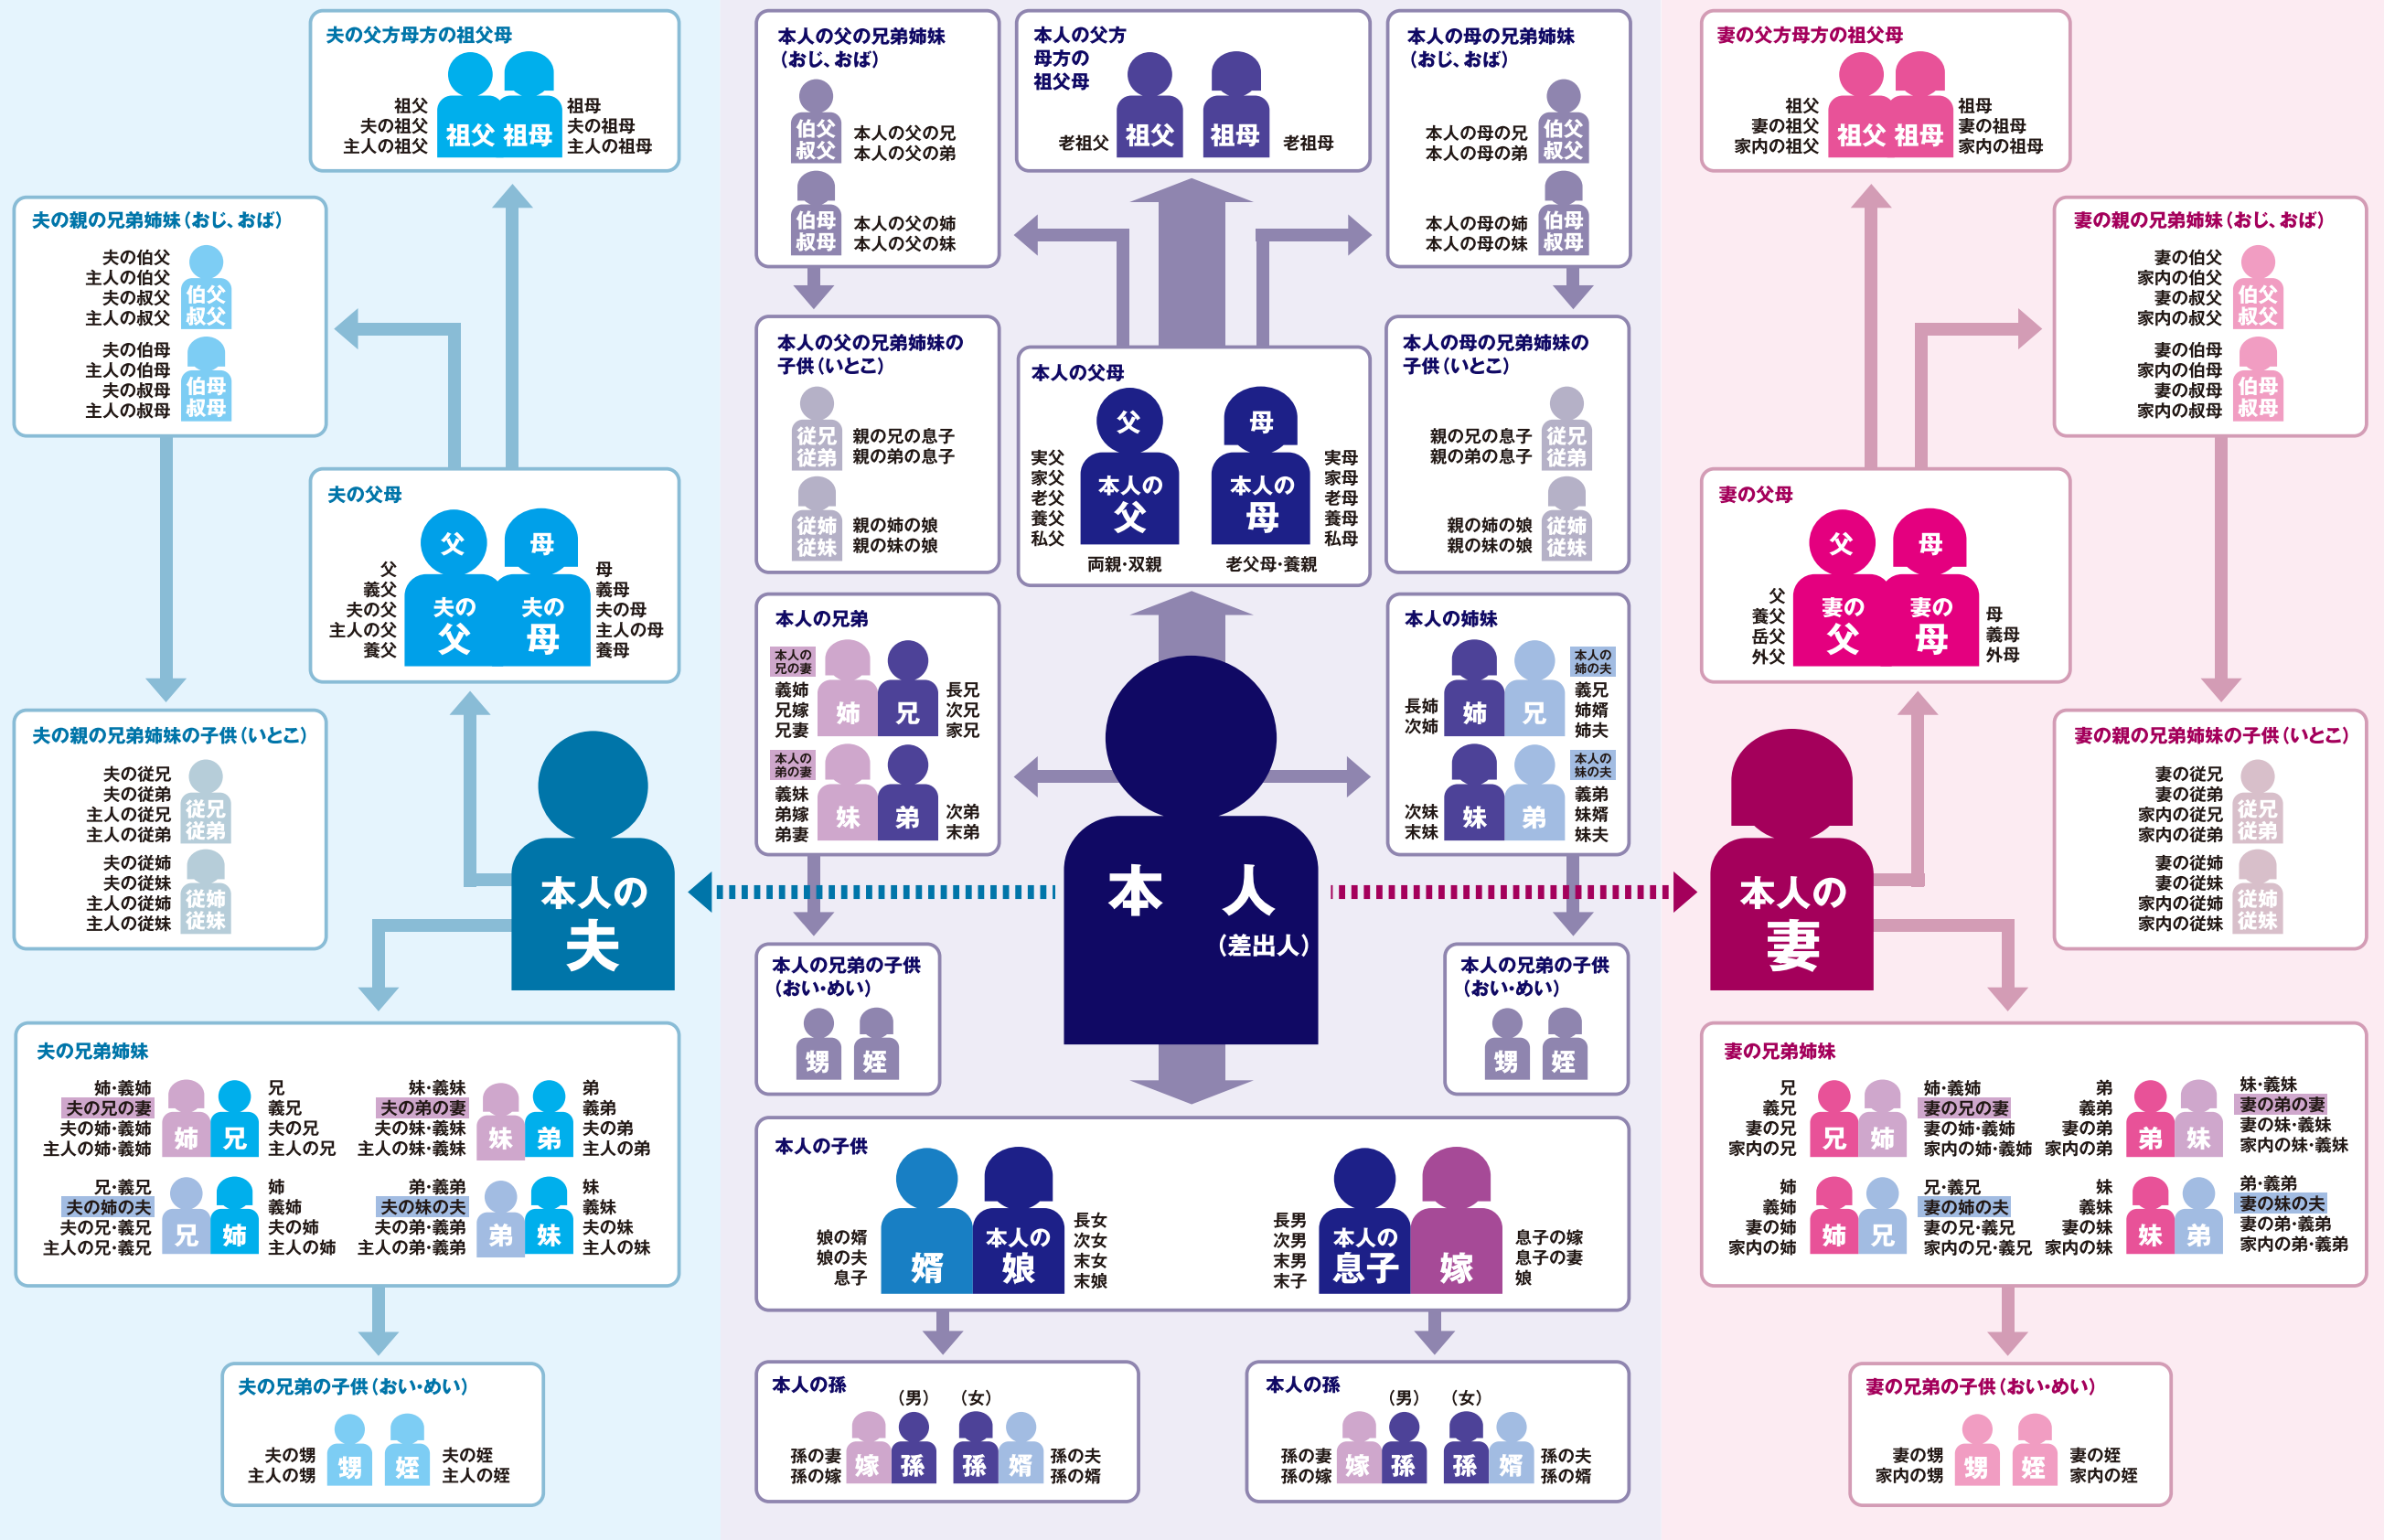 夫の父方母方の祖父母
祖父
夫の祖父
主人の祖父
祖父
祖母
祖母
夫の祖母
主人の祖母
夫の親の兄弟姉妹（おじ、おば）
夫の伯父
主人の伯父
夫の叔父
主人の叔父
伯父
叔父
夫の伯母
主人の伯母
夫の叔母
主人の叔母
伯母
叔母
夫の父母
父
義父
夫の父
主人の父
養父
父
夫の
父
母
夫の
母
母
義母
夫の母
主人の母
養母
夫の親の兄弟姉妹の子供（いとこ）
夫の従兄
夫の従弟
主人の従兄
主人の従弟
従兄
従弟
夫の従姉
夫の従妹
主人の従姉
主人の従妹
従姉
従妹
本人の
夫
夫の兄弟姉妹
姉・義姉
夫の兄の妻
夫の姉・義姉
主人の姉・義姉
姉
兄
兄
義兄
夫の兄
主人の兄
妹・義妹
夫の弟の妻
夫の妹・義妹
主人の妹・義妹
妹
弟
弟
義弟
夫の弟
主人の弟
兄・義兄
夫の姉の夫
夫の兄・義兄
主人の兄・義兄
兄
姉
姉
義姉
夫の姉
主人の姉
弟・義弟
夫の妹の夫
夫の弟・義弟
主人の弟・義弟
弟
妹
妹
義妹
夫の妹
主人の妹
夫の兄弟の子供（おい・めい）
夫の甥
主人の甥
甥
姪
夫の姪
主人の姪
本人の父の兄弟姉妹
（おじ、おば）
伯父
叔父
本人の父の兄
本人の父の弟
伯母
叔母
本人の父の姉
本人の父の妹
本人の父方
母方の
祖父母
老祖父
祖父
祖母
老祖母
本人の母の兄弟姉妹
（おじ、おば）
本人の母の兄
本人の母の弟
伯父
叔父
本人の母の姉
本人の母の妹
伯母
叔母
本人の父の兄弟姉妹の
子供（いとこ）
従兄
従弟
親の兄の息子
親の弟の息子
従姉
従妹
親の姉の娘
親の妹の娘
本人の父母
実父
家父
老父
養父
私父
父
本人の
父
母
本人の
母
実母
家母
老母
養母
私母
両親・双親
老父母・養親
本人の母の兄弟姉妹の
子供（いとこ）
親の兄の息子
親の弟の息子
従兄
従弟
親の姉の娘
親の妹の娘
従姉
従妹
本人の兄弟
本人の
兄の妻
義姉
兄嫁
兄妻
姉
兄
長兄
次兄
家兄
本人の
弟の妻
義妹
弟嫁
弟妻
妹
弟
次弟
末弟
本人の姉妹
長姉
次姉
姉
兄
本人の
姉の夫
義兄
姉婿
姉夫
次妹
末妹
妹
弟
本人の
妹の夫
義弟
妹婿
妹夫
本　人
（差出人）
本人の兄弟の子供
（おい・めい）
甥
姪
本人の兄弟の子供
（おい・めい）
甥
姪
本人の子供
娘の婿
娘の夫
息子
婿
本人の
娘
長女
次女
末女
末娘
長男
次男
末男
末子
本人の
息子
嫁
息子の嫁
息子の妻
娘
本人の孫
（男）
（女）
孫の妻
孫の嫁
嫁
孫
孫
婿
孫の夫
孫の婿
本人の孫
（男）
（女）
孫の妻
孫の嫁
嫁
孫
孫
婿
孫の夫
孫の婿
妻の父方母方の祖父母
祖父
妻の祖父
家内の祖父
祖父
祖母
祖母
妻の祖母
家内の祖母
妻の親の兄弟姉妹（おじ、おば）
妻の伯父
家内の伯父
妻の叔父
家内の叔父
伯父
叔父
妻の伯母
家内の伯母
妻の叔母
家内の叔母
伯母
叔母
妻の父母
父
養父
岳父
外父
父
妻の
父
母
妻の
母
母
義母
外母
妻の親の兄弟姉妹の子供（いとこ）
妻の従兄
妻の従弟
家内の従兄
家内の従弟
従兄
従弟
妻の従姉
妻の従妹
家内の従姉
家内の従妹
従姉
従妹
本人の
妻
妻の兄弟姉妹
兄
義兄
妻の兄
家内の兄
兄
姉
姉・義姉
妻の兄の妻
妻の姉・義姉
家内の姉・義姉
弟
義弟
妻の弟
家内の弟
弟
妹
妹・義妹
妻の弟の妻
妻の妹・義妹
家内の妹・義妹
姉
義姉
妻の姉
家内の姉
姉
兄
兄・義兄
妻の姉の夫
妻の兄・義兄
家内の兄・義兄
妹
義妹
妻の妹
家内の妹
妹
弟
弟・義弟
妻の妹の夫
妻の弟・義弟
家内の弟・義弟
妻の兄弟の子供（おい・めい）
妻の甥
家内の甥
甥
姪
妻の姪
家内の姪